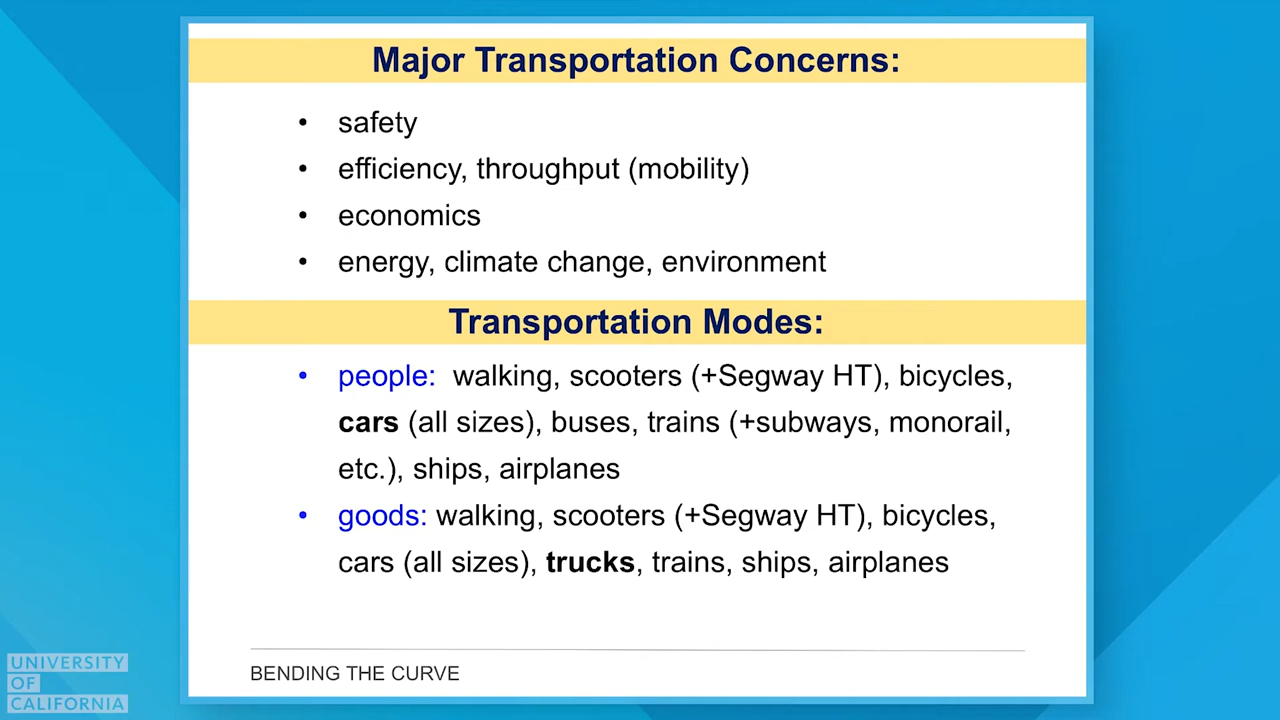 Major Transportation Concerns:
• safety
• efficiency, throughput (mobility)
• economics
• energy, climate change, environment
Transportation Modes:
• people: walking, scooters (+Segway HT), bicycles,
cars (all sizes), buses, trains (+subways, monorail,
etc.), ships, airplanes
• goods: walking, scooters (+Segway HT), bicycles,
cars (all sizes), trucks, trains, ships, airplanes
BENDING THE CURVE
UNIVERSITY
OF
CALIFORNIA